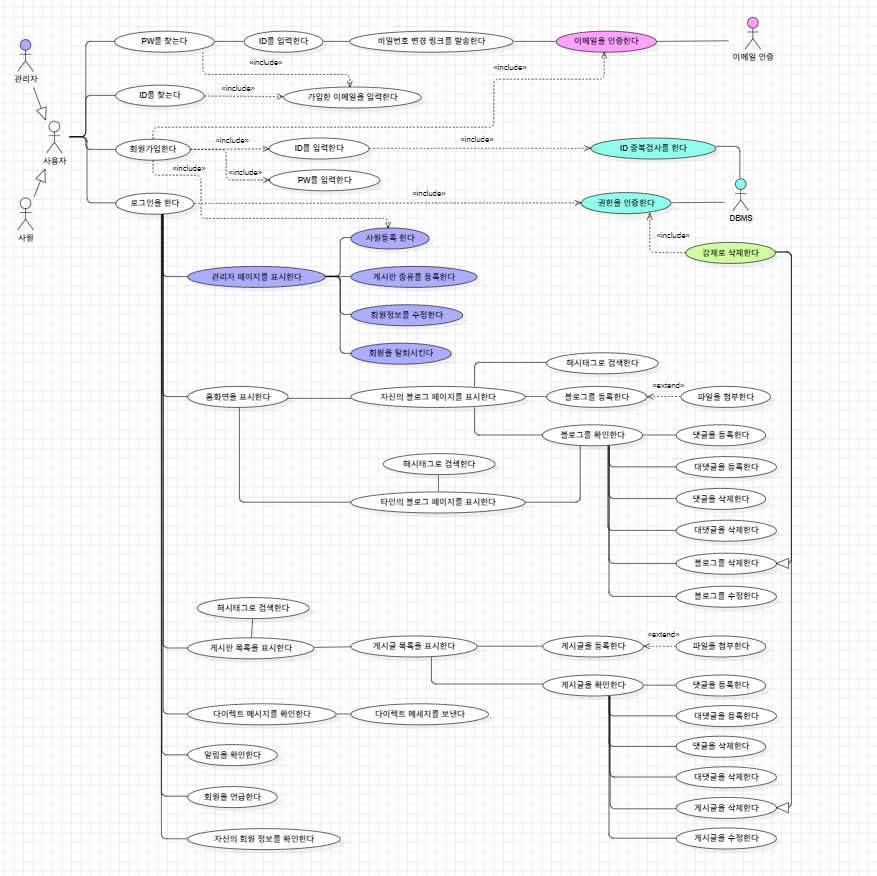 PW를 찾는다
ID를 입력한다
비밀번호 변경 링크를 발송한다
이메일을 인증한다
이메일 인증
«include»
«include»
관리자
ID를 찾는다
«include»
가입한 이메일을 입력한다
사용자
회원가입한다
«include»
ID를 입력한다
«include»
ID 중복검사를 한다
«include»
«include»
PW를 입력한다
로그인을 한다
«include»
권한을 인증한다
DBMS
사원
사원등록 한다
«include»
강제로 삭제한다
관리자 페이지를 표시한다
게시판 종류를 등록한다
회원정보를 수정한다
회원을 탈퇴시킨다
해시태그로 검색한다
홈화면을 표시한다
자신의 블로그 페이지를 표시한다
블로그를 등록한다
«extend»
파일을 첨부한다
블로그를 확인한다
댓글을 등록한다
해시태그로 검색한다
대댓글을 등록한다
타인의 블로그 페이지를 표시한다
댓글을 삭제한다
대댓글을 삭제한다
블로그를 삭제한다
블로그를 수정한다
해시태그로 검색한다
게시판 목록을 표시한다
게시글 목록을 표시한다
게시글을 등록한다
«extend»
파일을 첨부한다
게시글을 확인한다
댓글을 등록한다
다이렉트 메시지를 확인한다
다이렉트 메세지를 보낸다
대댓글을 등록한다
알림을 확인한다
댓글을 삭제한다
대댓글을 삭제한다
회원을 언급한다
게시글을 삭제한다
자신의 회원 정보를 확인한다
게시글을 수정한다